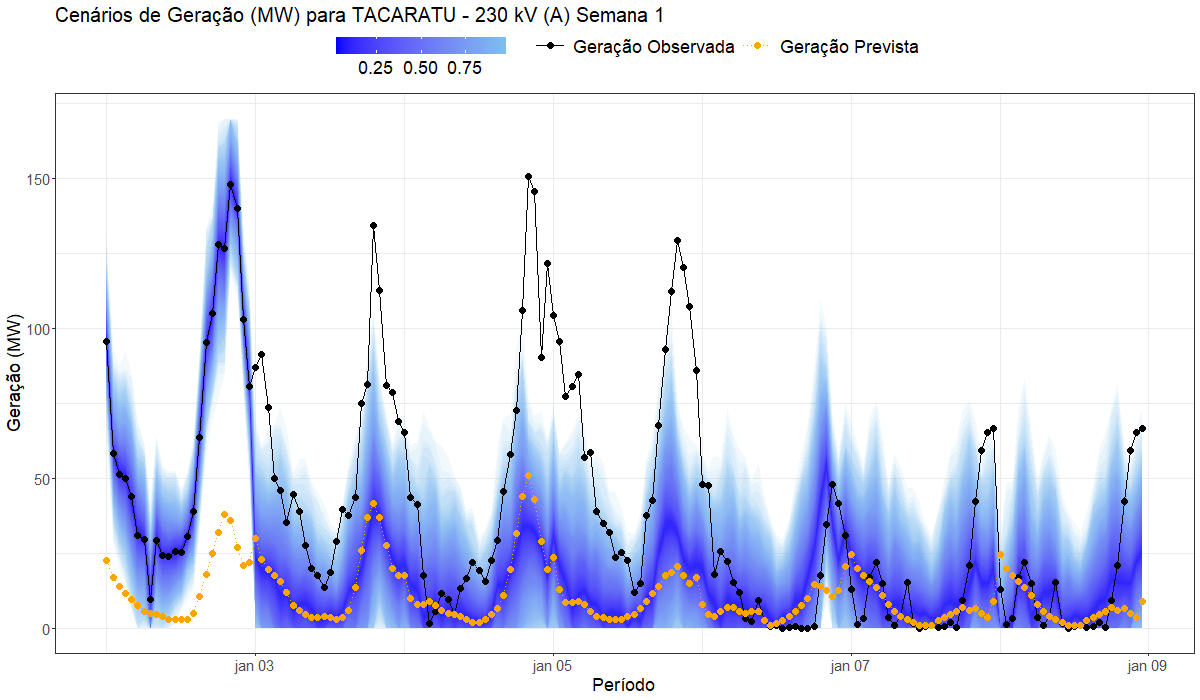 Cenários de Geração (MW) para TACARATU - 230 kV (A) Semana 1
0.25 0.50 0.75
Geração Observada
Geração Prevista
Geração (MW)
150
100
50
0
jan 03
jan 05
jan 07
jan 09
Período